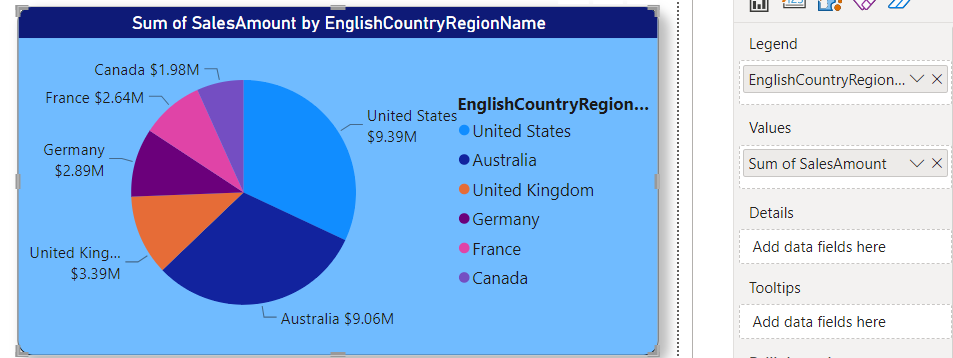 Sum of SalesAmount by EnglishCountryRegionName
Canada $1.98M
France $2.64M
Germany
$2.89M
United King...
$3.39M
United States
$9.39M
Australia $9.06M
EnglishCountryRegion...
United States
Australia
United Kingdom
Germany
France
Canada
123
Legend
EnglishCountryRegion...
Values
Sum of SalesAmount
Details
Add data fields here
Tooltips
Add data fields here